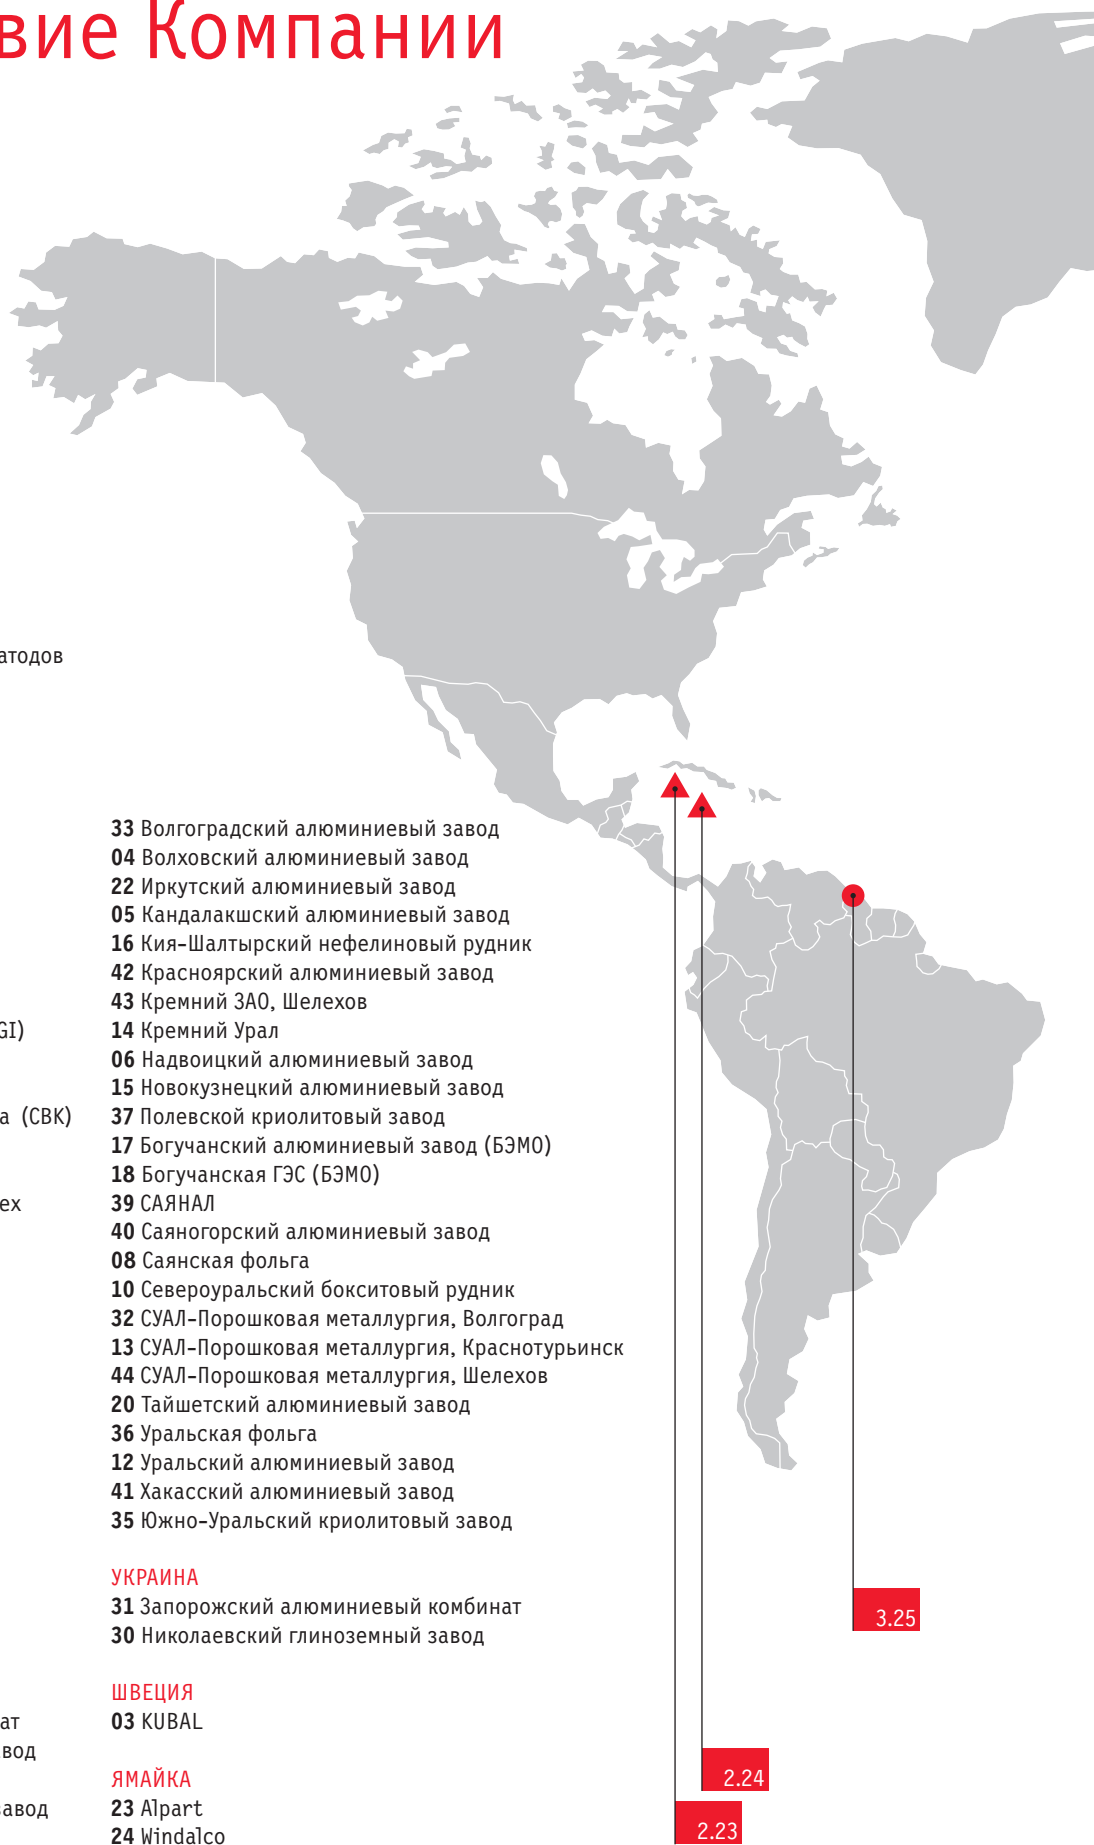 вие Компании
атодов
GI)
а (CBK)
ех
ат
вод
завод
33 Волгоградский алюминиевый завод
04 Волховский алюминиевый завод
22 Иркутский алюминиевый завод
05 Кандалакшский алюминиевый завод
16 Кия-Шалтырский нефелиновый рудник
42 Красноярский алюминиевый завод
43 Кремний ЗАО, Шелехов
14 Кремний Урал
06 Надвоицкий алюминиевый завод
15 Новокузнецкий алюминиевый завод
37 Полевской криолитовый завод
17 Богучанский алюминиевый завод (БЭМО)
18 Богучанская ГЭС (БЭМО)
39 САЯНАЛ
40 Саяногорский алюминиевый завод
08 Саянская фольга
10 Североуральский бокситовый рудник
32 СУАЛ-Порошковая металлургия, Волгоград
13 СУАЛ-Порошковая металлургия, Краснотурьинск
44 СУАЛ-Порошковая металлургия, Шелехов
20 Тайшетский алюминиевый завод
36 Уральская фольга
12 Уральский алюминиевый завод
41 Хакасский алюминиевый завод
35 Южно-Уральский криолитовый завод
УКРАИНА
31 Запорожский алюминиевый комбинат
30 Николаевский глиноземный завод
ШВЕЦИЯ
03 KUBAL
ЯМАЙКА
23 Alpart
24 Windalco
3.25
2.24
2.23